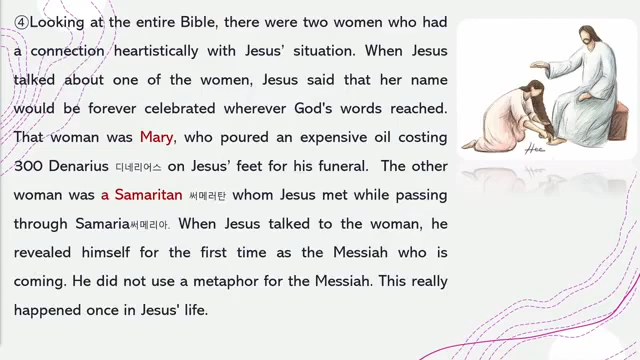 ④Looking at the entire Bible, there were two women who had
a connection heartistically with Jesus’ situation. When Jesus
talked about one of the women, Jesus said that her name
would be forever celebrated wherever God's words reached.
That woman was Mary, who poured an expensive oil costing
300 Denarius 디네리어스 on Jesus’ feet for his funeral. The other
woman was a Samaritan 써메러탄 whom Jesus met while passing
through Samaria써메리아. When Jesus talked to the woman, he
revealed himself for the first time as the Messiah who is
coming. He did not use a metaphor for the Messiah. This really
happened once in Jesus' life.
Hee